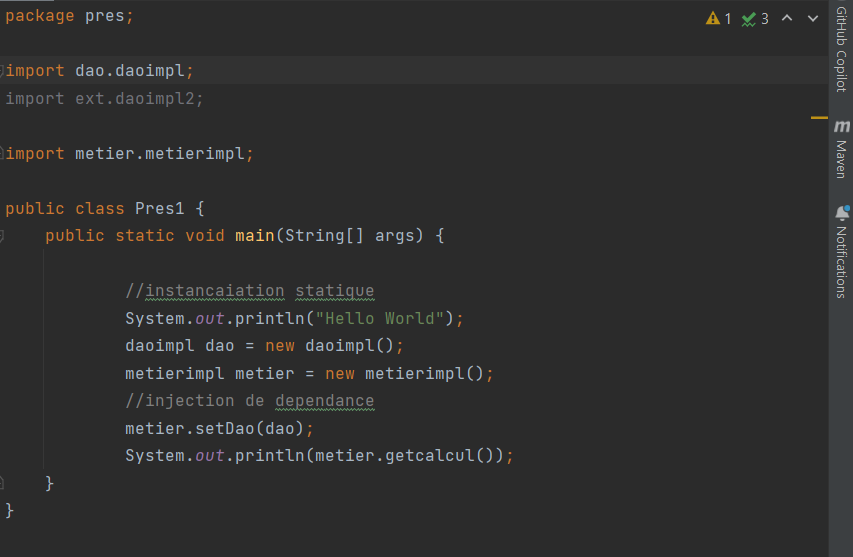 package pres;
1 3
import dao.daoimpl;
import ext.daoimpl2;
import metier.metierimpl;
public class Pres1 {
public static void main(String[] args) {
//instancaiation statique
System.out.println("Hello World");
daoimpl dao = new daoimpl();
metierimpl metier = new metierimpl();
//injection de dependance
metier.setDao(dao);
System.out.println(metier.getcalcul());
}
}
GitHub Copilot
m
Maven
Notifications